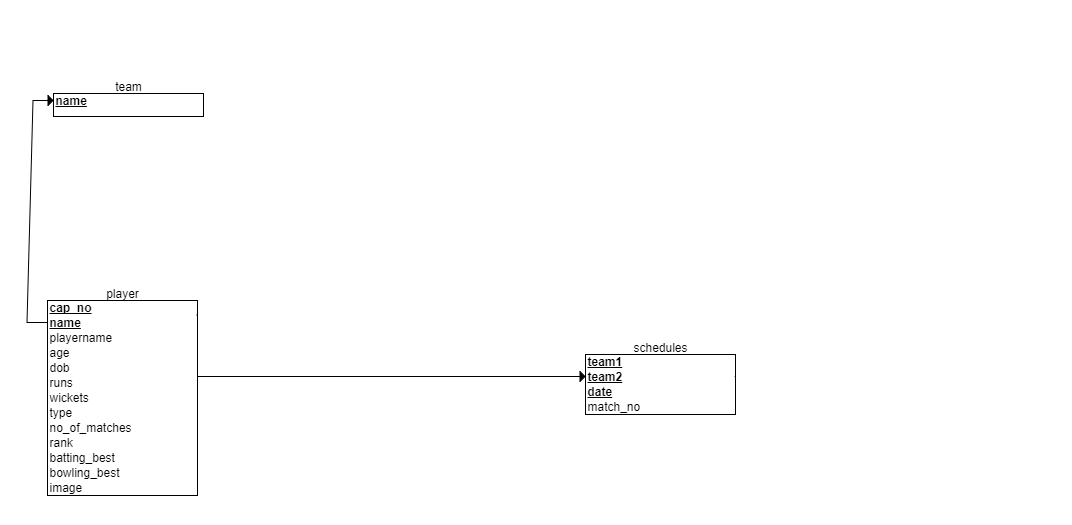 team
name
player
cap_no
name
playername
age
dob
runs
wickets
type
no_of_matches
rank
batting_best
bowling_best
image
schedules
team1
team2
date
match_no